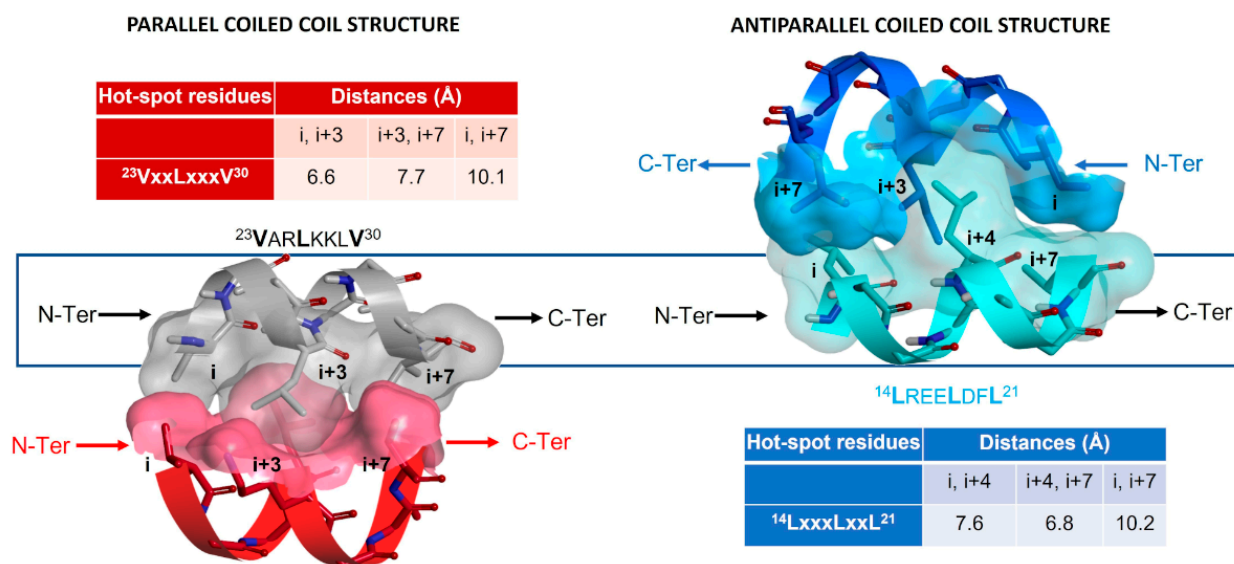 PARALLEL COILED COIL STRUCTURE
Hot-spot residues Distances (Å)
i, i+3 i+3, i+7 i, i+7
²³VxxLxxxV³⁰ 6.6 7.7 10.1
²³VARLKKLV³⁰
N-Ter
C-Ter
i
i+3
i+7
N-Ter
C-Ter
i
i+3
i+7
ANTIPARALLEL COILED COIL STRUCTURE
C-Ter
N-Ter
i+7
i+3
i
i+4
i
i+7
N-Ter
C-Ter
¹⁴LREELDFL²¹
Hot-spot residues Distances (Å)
i, i+4 i+4, i+7 i, i+7
¹⁴LxxxLxxL²¹ 7.6 6.8 10.2